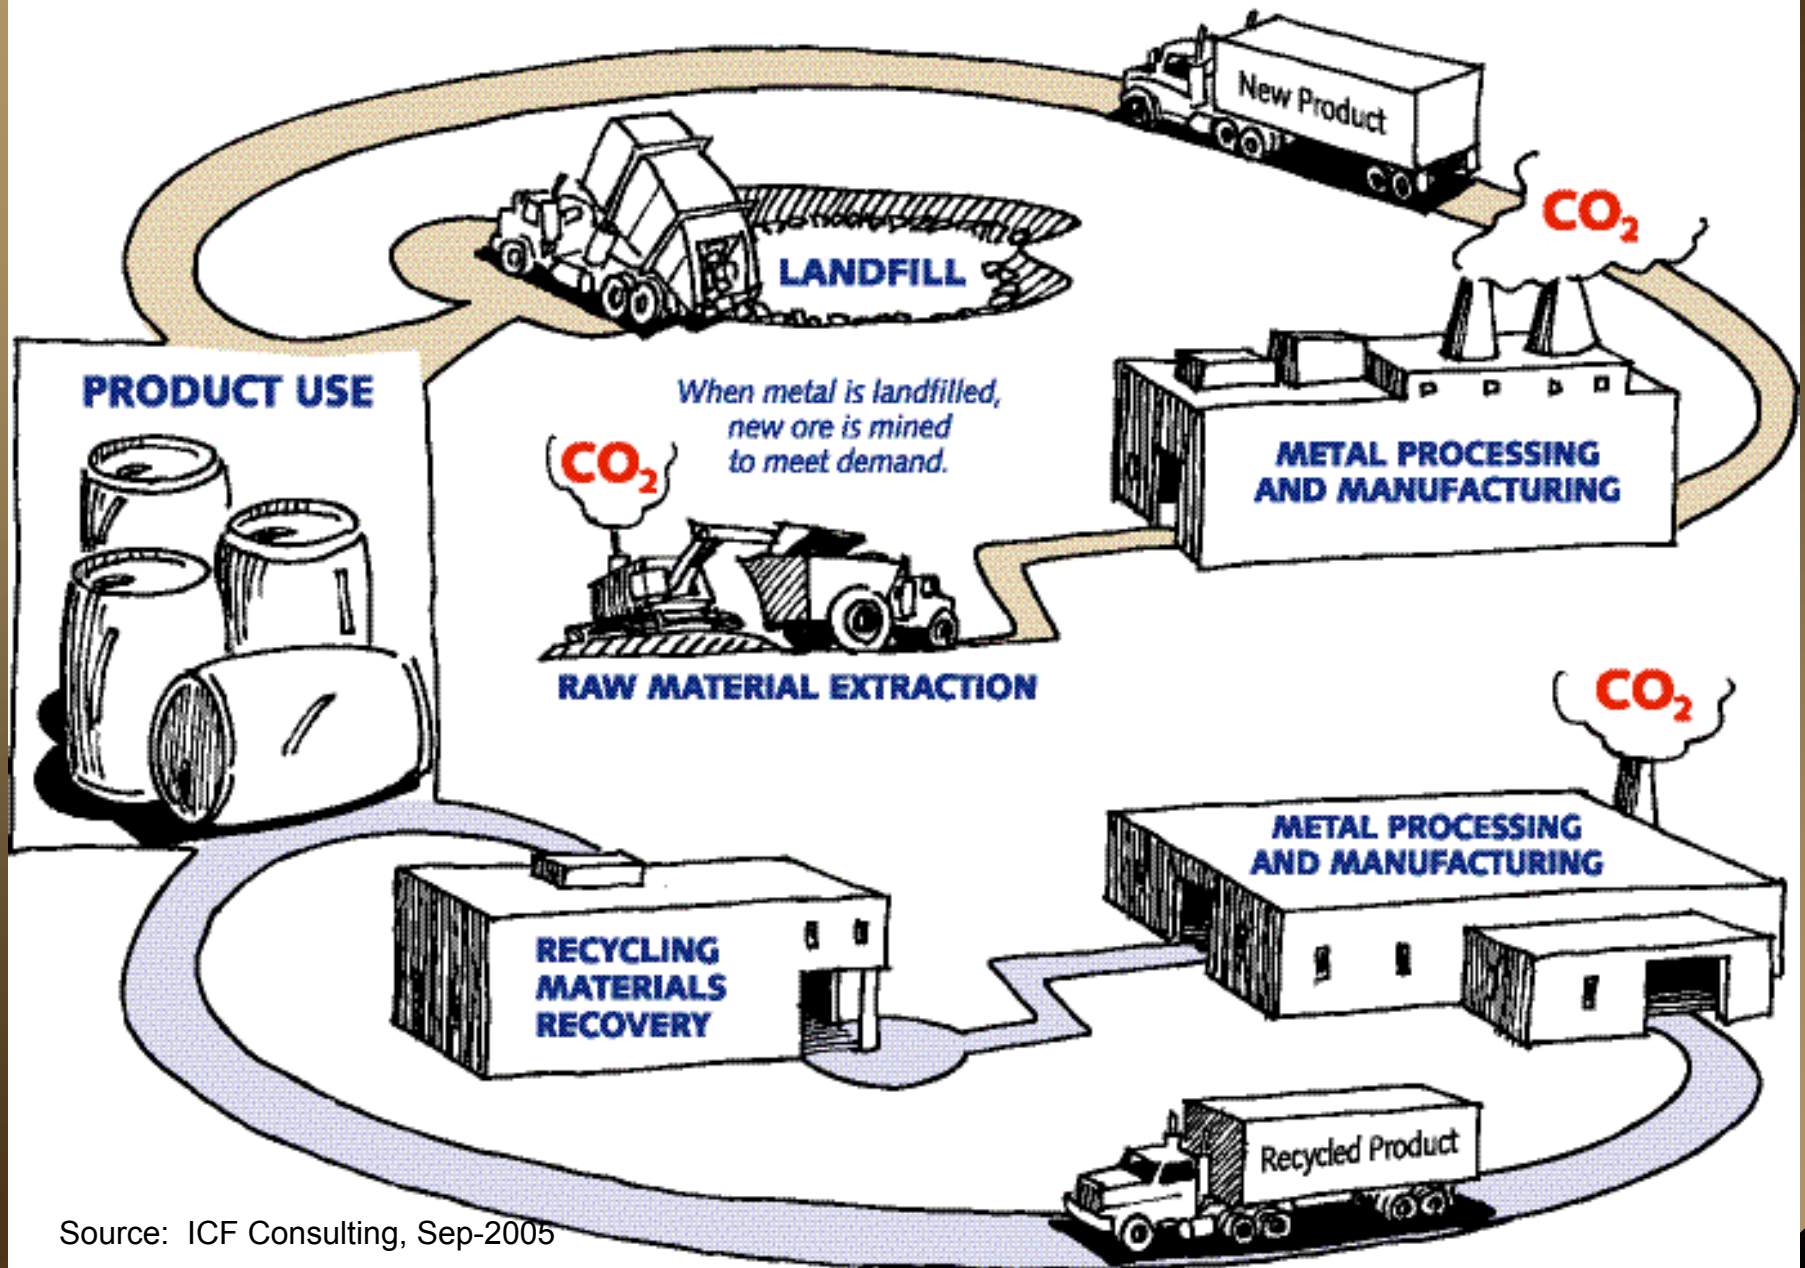 New Product
CO₂
LANDFILL
PRODUCT USE
When metal is landfilled,
new ore is mined
to meet demand.
CO₂
METAL PROCESSING
AND MANUFACTURING
RAW MATERIAL EXTRACTION
CO₂
METAL PROCESSING
AND MANUFACTURING
RECYCLING
MATERIALS
RECOVERY
Recycled Product
Source: ICF Consulting, Sep-2005